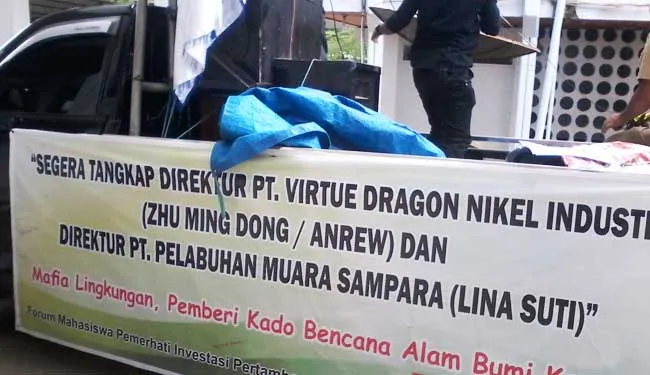 "SEGERA TANGKAP DIREKTUR PT. VIRTUE DRAGON NIKEL INDUSTI
(ZHU MING DONG / ANREW) DAN
DIREKTUR PT. PELABUHAN MUARA SAMPARA (LINA SUTI)"
Mafia Lingkungan, Pemberi Kado Bencana Alam Bumi K
Forum Mahasiswa Pemerhati Investasi Pertamb